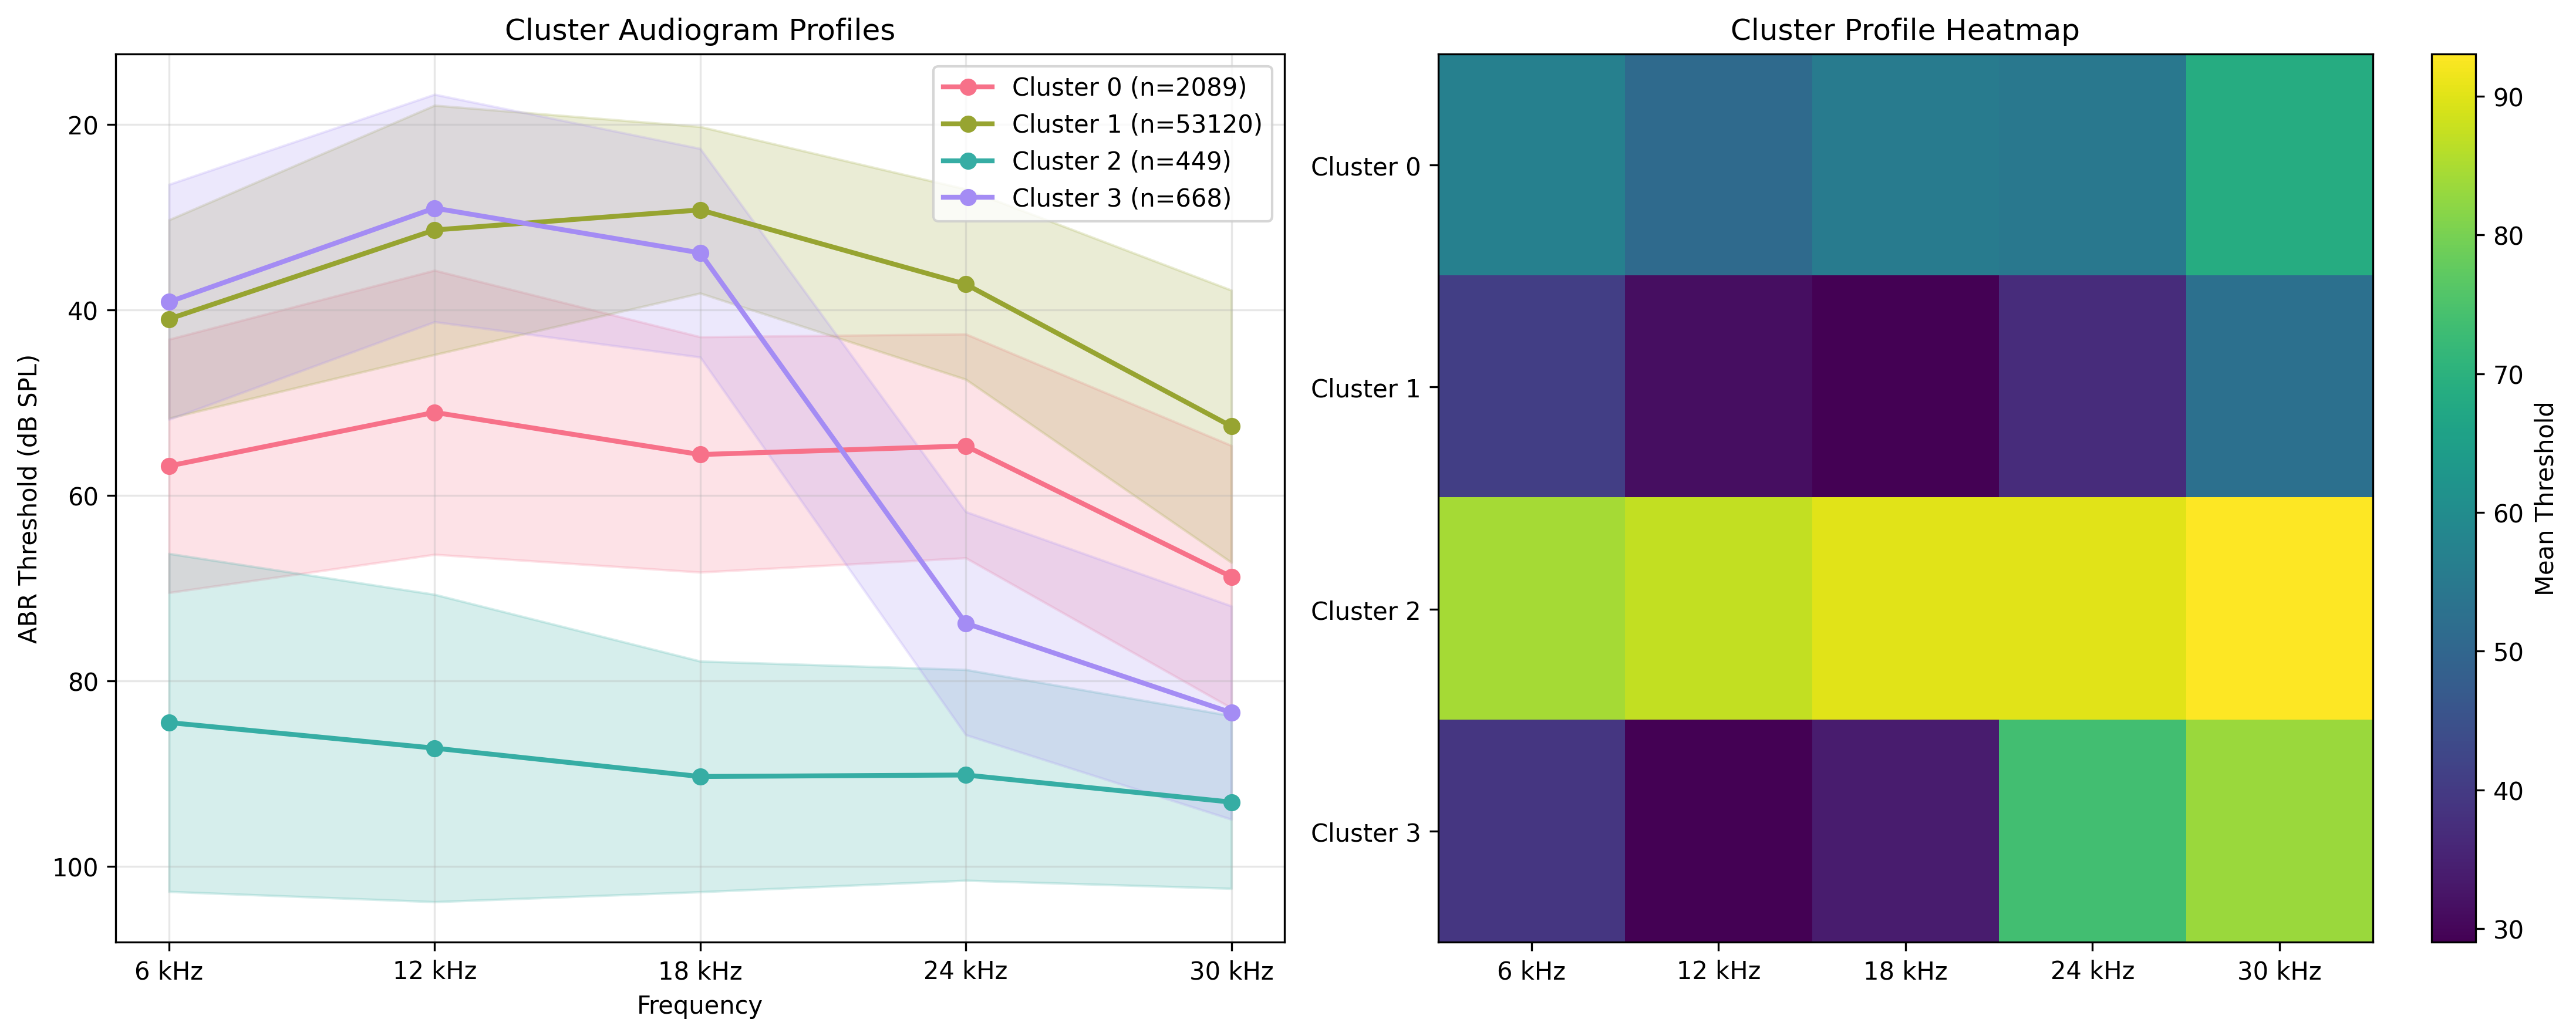 Cluster Audiogram Profiles
Cluster 0 (n=2089)
Cluster 1 (n=53120)
Cluster 2 (n=449)
Cluster 3 (n=668)
ABR Threshold (dB SPL)
20
40
60
80
100
6 kHz
12 kHz
18 kHz
24 kHz
30 kHz
Frequency
Cluster Profile Heatmap
Cluster 0
Cluster 1
Cluster 2
Cluster 3
6 kHz
12 kHz
18 kHz
24 kHz
30 kHz
90
80
70
60
50
40
30
Mean Threshold